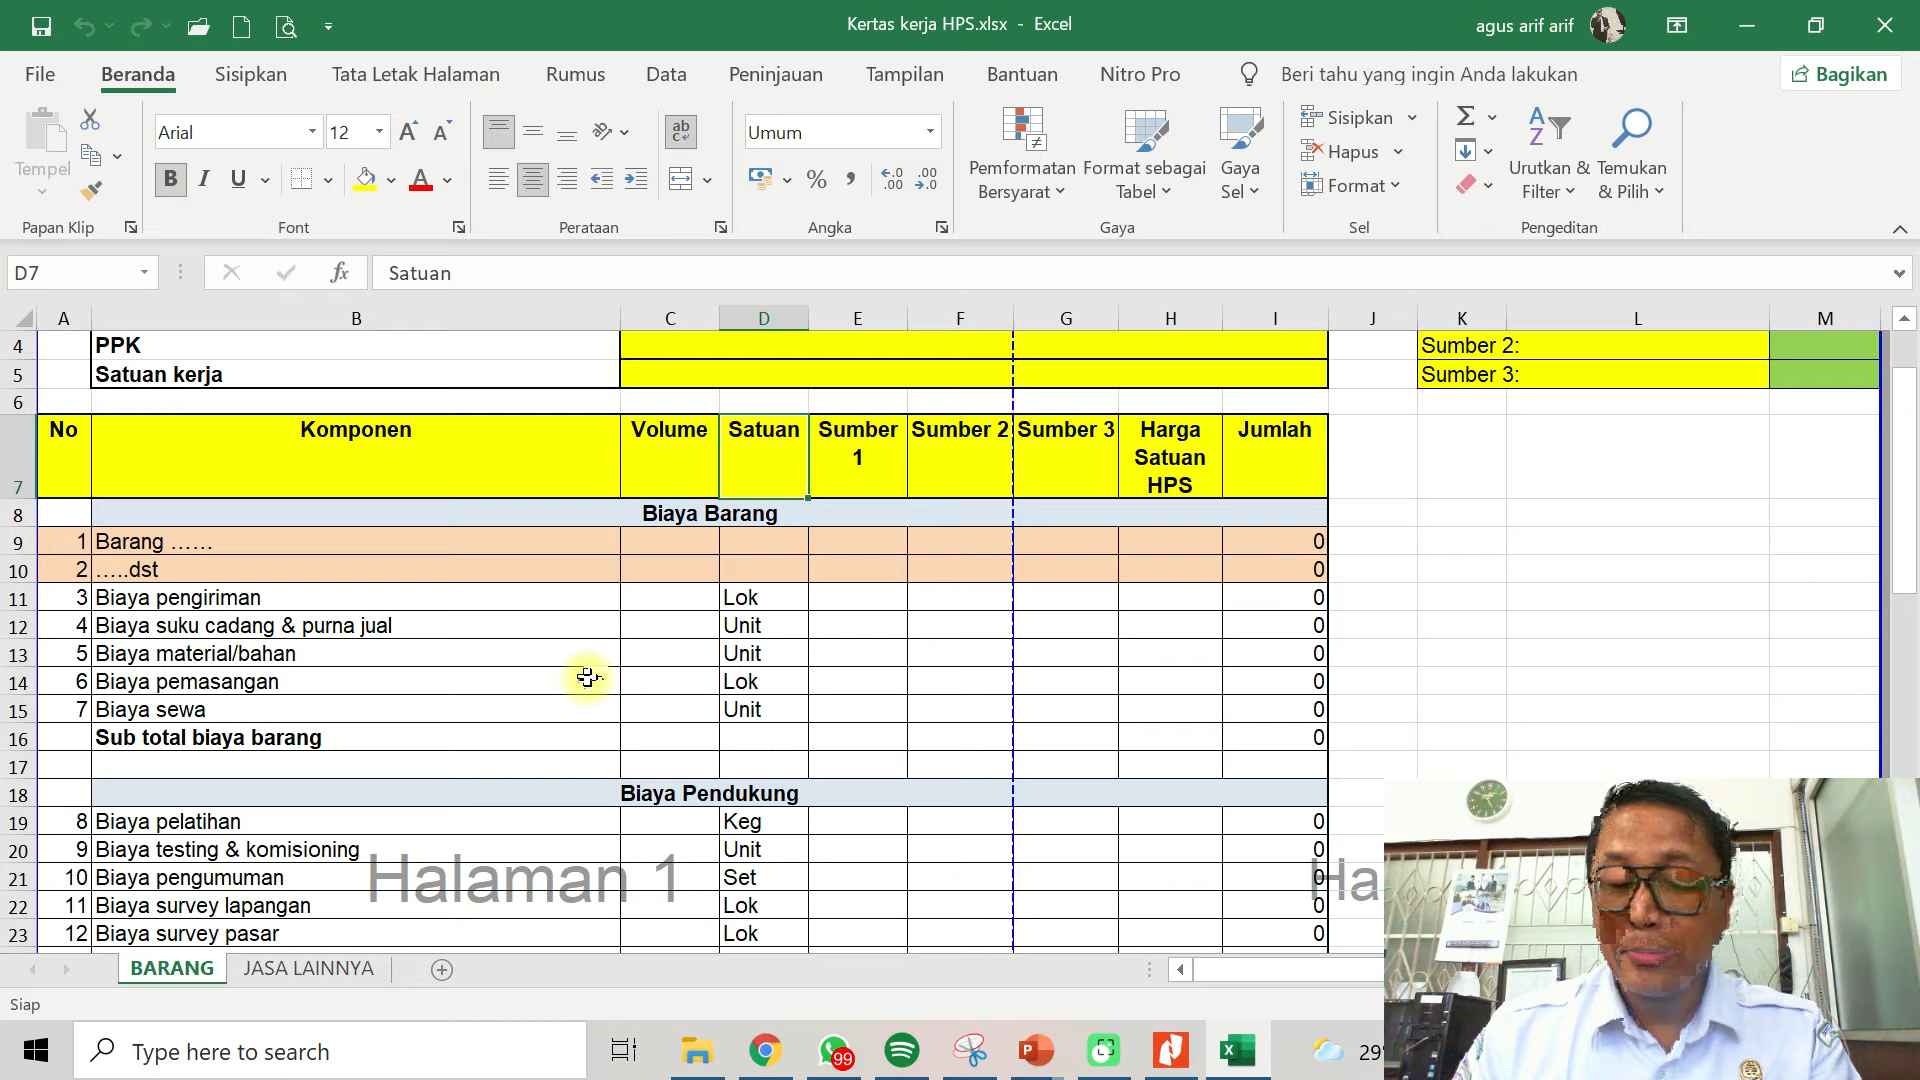 Kertas kerja HPS.xlsx - Excel
agus arif arif
File Beranda Sisipkan Tata Letak Halaman Rumus Data Peninjauan Tampilan Bantuan Nitro Pro Beri tahu yang ingin Anda lakukan Bagikan
Tempel
Papan Klip
Arial 12
B I U
Font
ab
Perataan
Umum
% , .00 .00
Angka
Pemformatan Bersyarat
Format sebagai Tabel
Gaya Sel
Gaya
Sisipkan
Hapus
Format
Sel
Urutkan & Filter
Temukan & Pilih
Pengeditan
D7 fx Satuan
A B C D E F G H I J K L M
4 PPK Sumber 2:
5 Satuan kerja Sumber 3:
6
7 No Komponen Volume Satuan Sumber 1 Sumber 2 Sumber 3 Harga Satuan HPS Jumlah
8 Biaya Barang
9 1 Barang …… 0
10 2 …..dst 0
11 3 Biaya pengiriman Lok 0
12 4 Biaya suku cadang & purna jual Unit 0
13 5 Biaya material/bahan Unit 0
14 6 Biaya pemasangan Lok 0
15 7 Biaya sewa Unit 0
16 Sub total biaya barang 0
17
18 Biaya Pendukung
19 8 Biaya pelatihan Keg 0
20 9 Biaya testing & komisioning Unit 0
21 10 Biaya pengumuman Set 0
22 11 Biaya survey lapangan Lok 0
23 12 Biaya survey pasar Lok 0
Halaman 1
Ha
BARANG JASA LAINNYA
Siap
Type here to search
99
29